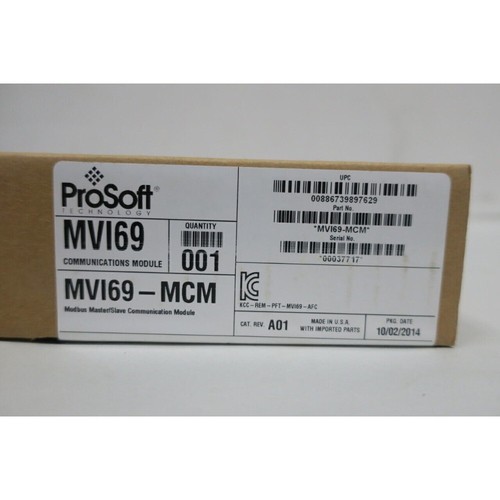 ProSoft®
TECHNOLOGY
MVI69
COMMUNICATIONS MODULE
QUANTITY
001
MVI69-MCM
Modbus Master/Slave Communication Module
UPC
00886739897629
Part No.
*MVI69-MCM*
Serial No.
*00037717*
KCC-REM-PFT-MVI69-AFC
CAT. REV. A01
MADE IN U.S.A.
WITH IMPORTED PARTS
PKG. DATE
10/02/2014